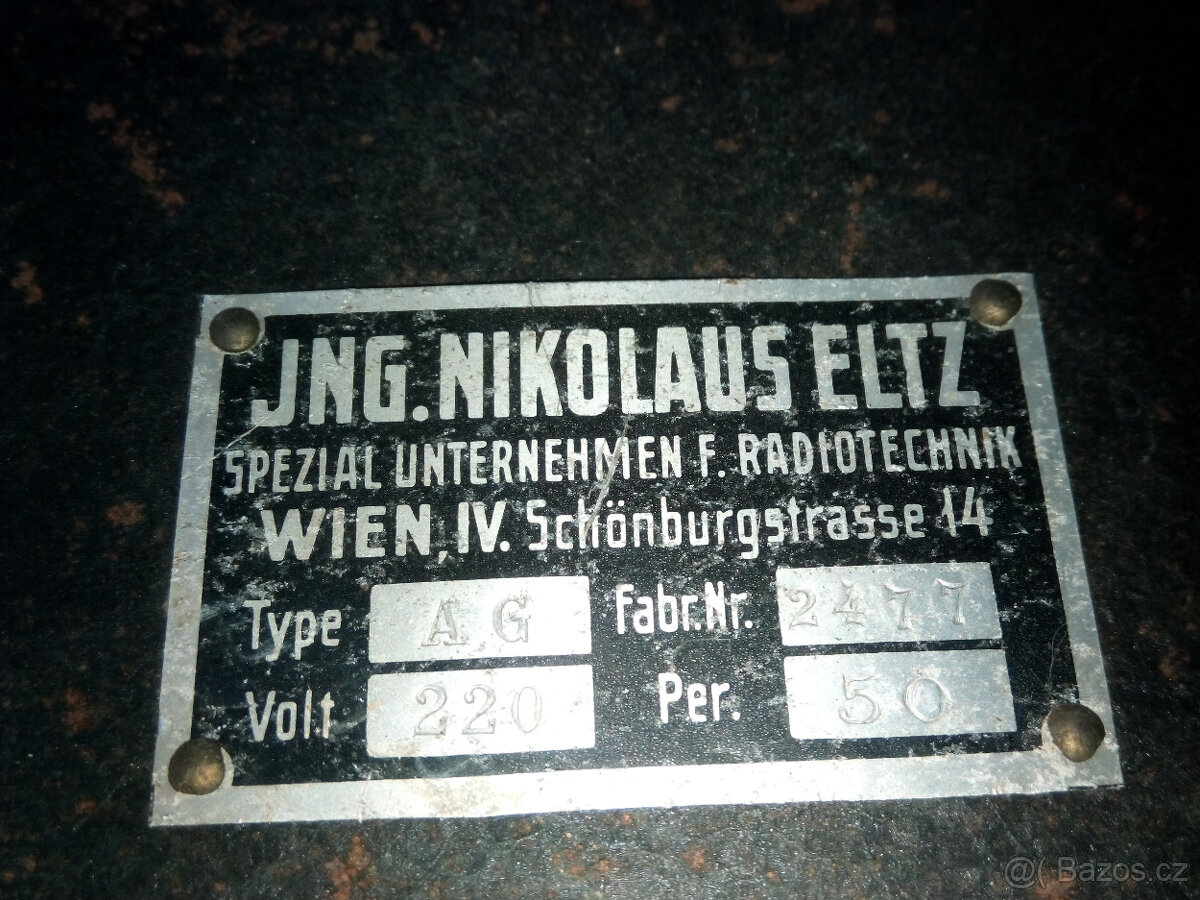 JNG. NIKOLAUS ELTZ
SPEZIAL UNTERNEHMEN F. RADIOTECHNIK
WIEN, IV. Schönburgstrasse 14
Type AG Fabr.Nr. 2477
Volt 220 Per. 50
@( Bazos.cz